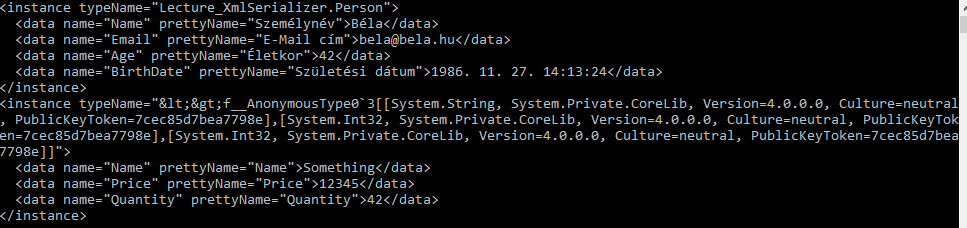 <instance typeName="Lecture_XmlSerializer.Person">
  <data name="Name" prettyName="Személynév">Béla</data>
  <data name="Email" prettyName="E-Mail cím">bela@bela.hu</data>
  <data name="Age" prettyName="Életkor">42</data>
  <data name="BirthDate" prettyName="Születési dátum">1986. 11. 27. 14:13:24</data>
</instance>
<instance typeName="&lt;&gt;f__AnonymousType0`3[[System.String, System.Private.CoreLib, Version=4.0.0.0, Culture=neutral
, PublicKeyToken=7cec85d7bea7798e],[System.Int32, System.Private.CoreLib, Version=4.0.0.0, Culture=neutral, PublicKeyTok
en=7cec85d7bea7798e],[System.Int32, System.Private.CoreLib, Version=4.0.0.0, Culture=neutral, PublicKeyToken=7cec85d7bea
7798e]]">
  <data name="Name" prettyName="Name">Something</data>
  <data name="Price" prettyName="Price">12345</data>
  <data name="Quantity" prettyName="Quantity">42</data>
</instance>